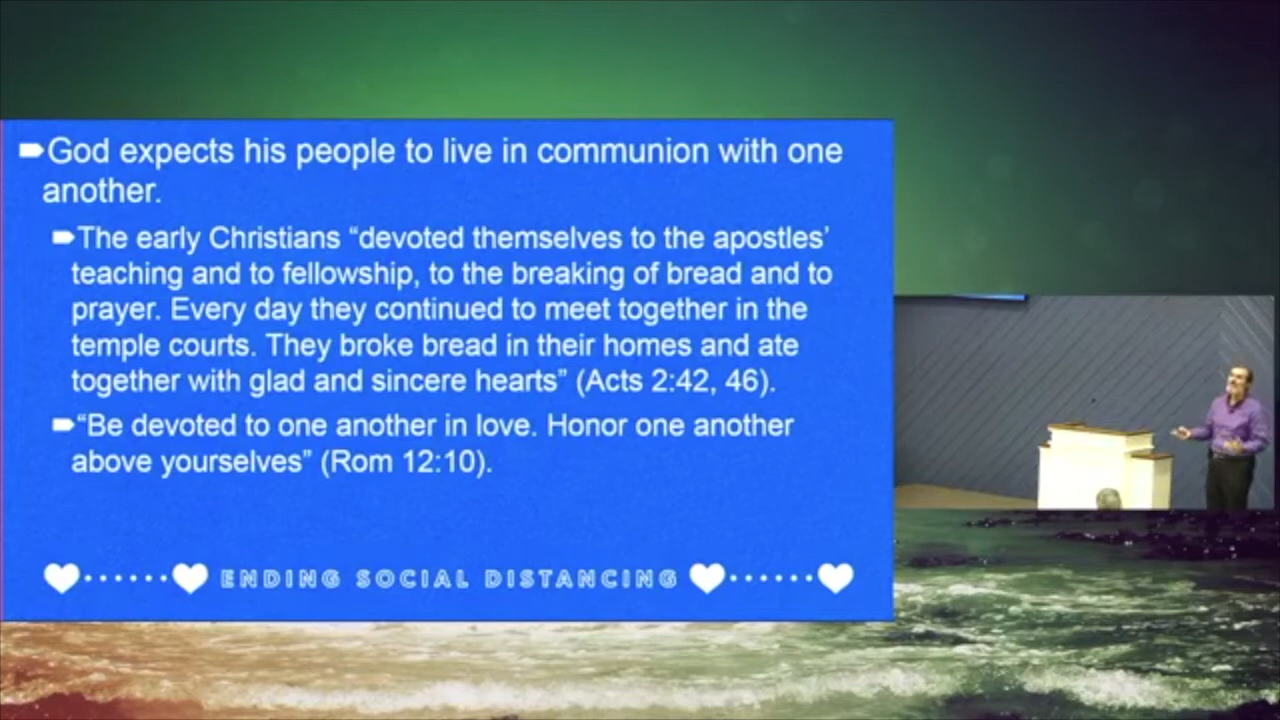 God expects his people to live in communion with one
another.
The early Christians “devoted themselves to the apostles’
teaching and to fellowship, to the breaking of bread and to
prayer. Every day they continued to meet together in the
temple courts. They broke bread in their homes and ate
together with glad and sincere hearts” (Acts 2:42, 46).
“Be devoted to one another in love. Honor one another
above yourselves” (Rom 12:10).
ENDING SOCIAL DISTANCING